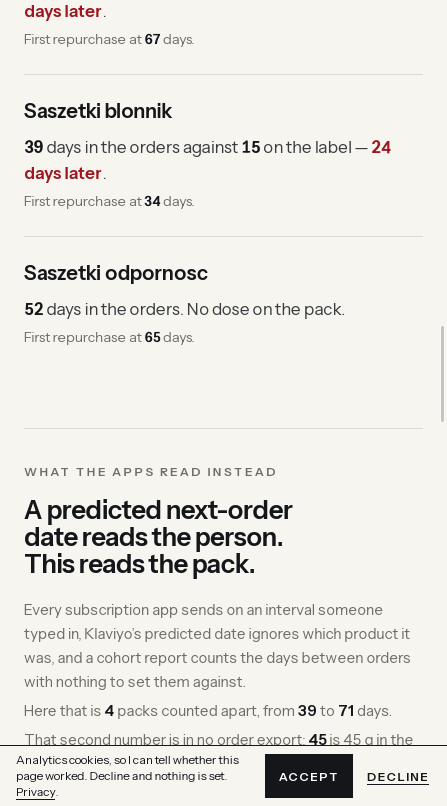 days later.
First repurchase at 67 days.
Saszetki blonnik
39 days in the orders against 15 on the label — 24
days later.
First repurchase at 34 days.
Saszetki odpornosc
52 days in the orders. No dose on the pack.
First repurchase at 65 days.
WHAT THE APPS READ INSTEAD
A predicted next-order
date reads the person.
This reads the pack.
Every subscription app sends on an interval someone
typed in, Klaviyo’s predicted date ignores which product it
was, and a cohort report counts the days between orders
with nothing to set them against.
Here that is 4 packs counted apart, from 39 to 71 days.
That second number is in no order export: 45 is 45 g in the
Analytics cookies, so I can tell whether this
page worked. Decline and nothing is set.
Privacy.
ACCEPT
DECLINE